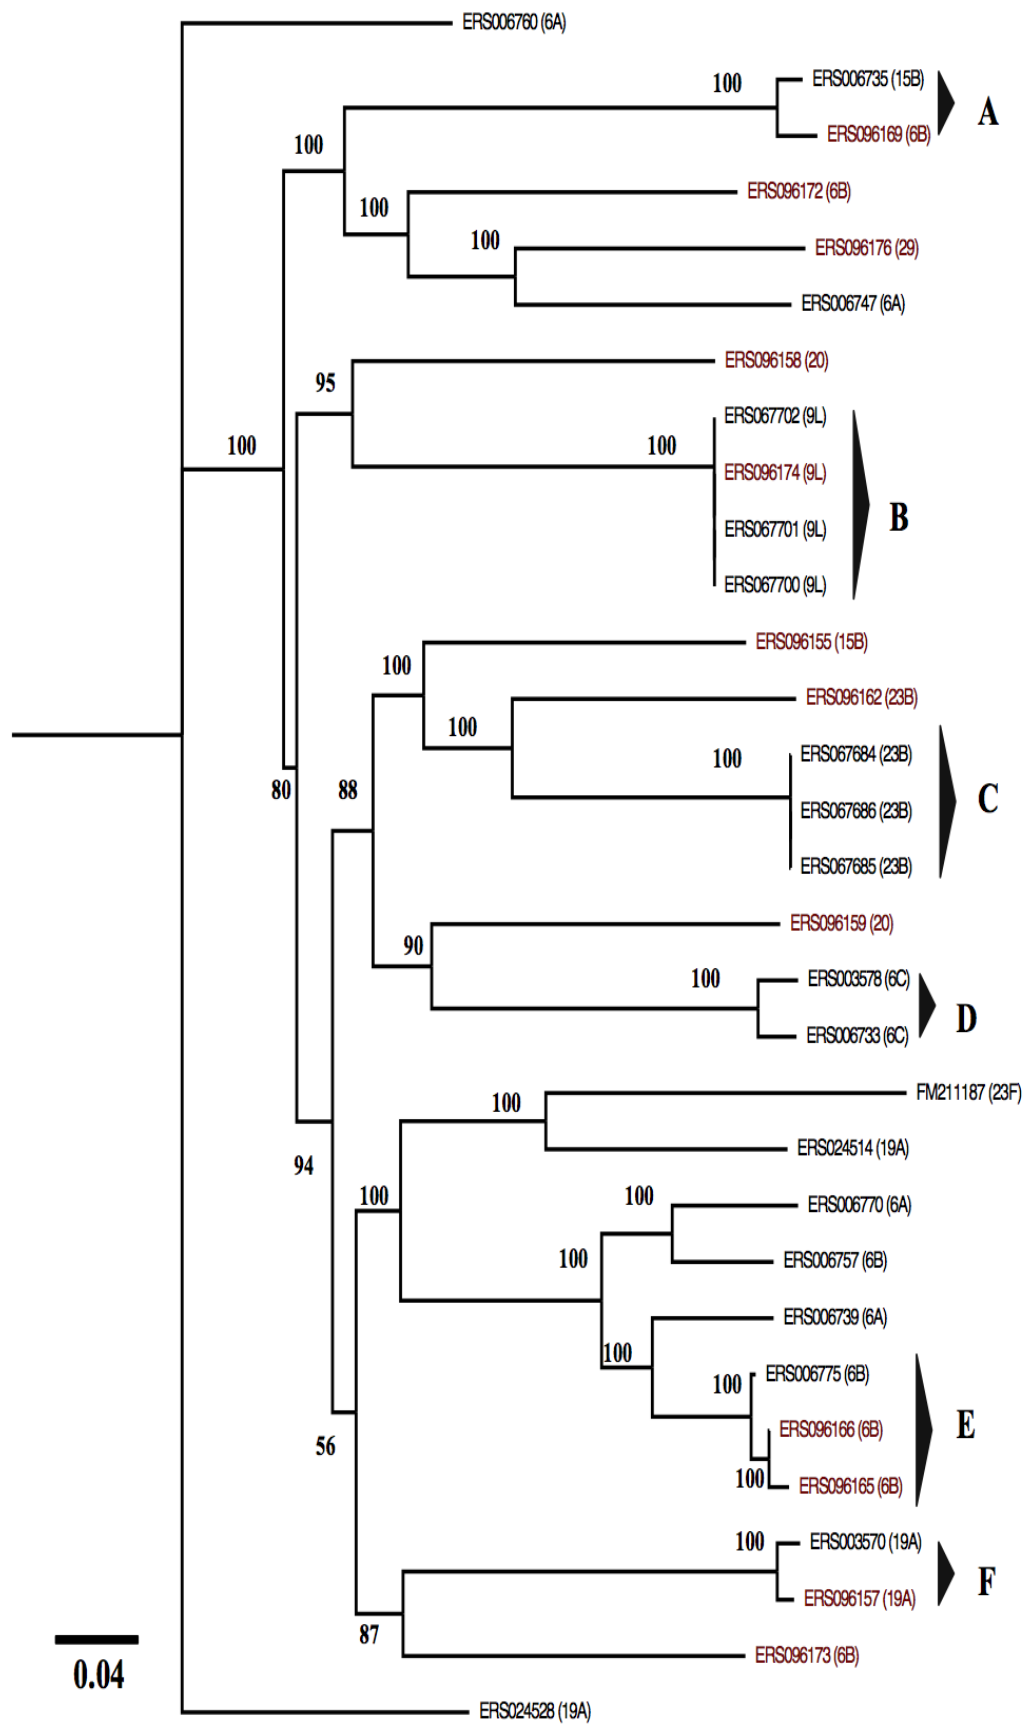 ERS006760 (6A)
100
ERS006735 (15B)
A
ERS096169 (6B)
100
ERS096172 (6B)
100
100
ERS096176 (29)
ERS006747 (6A)
ERS096158 (20)
95
ERS067702 (9L)
100
100
ERS096174 (9L)
B
ERS067701 (9L)
ERS067700 (9L)
ERS096155 (15B)
100
ERS096162 (23B)
100
100
ERS067684 (23B)
80
88
C
ERS067686 (23B)
ERS067685 (23B)
ERS096159 (20)
90
100
ERS003578 (6C)
D
ERS006733 (6C)
FM211187 (23F)
100
ERS024514 (19A)
94
100
100
ERS006770 (6A)
100
ERS006757 (6B)
ERS006739 (6A)
100
ERS006775 (6B)
100
E
ERS096166 (6B)
56
100
ERS096165 (6B)
100
ERS003570 (19A)
F
ERS096157 (19A)
87
ERS096173 (6B)
0.04
ERS024528 (19A)